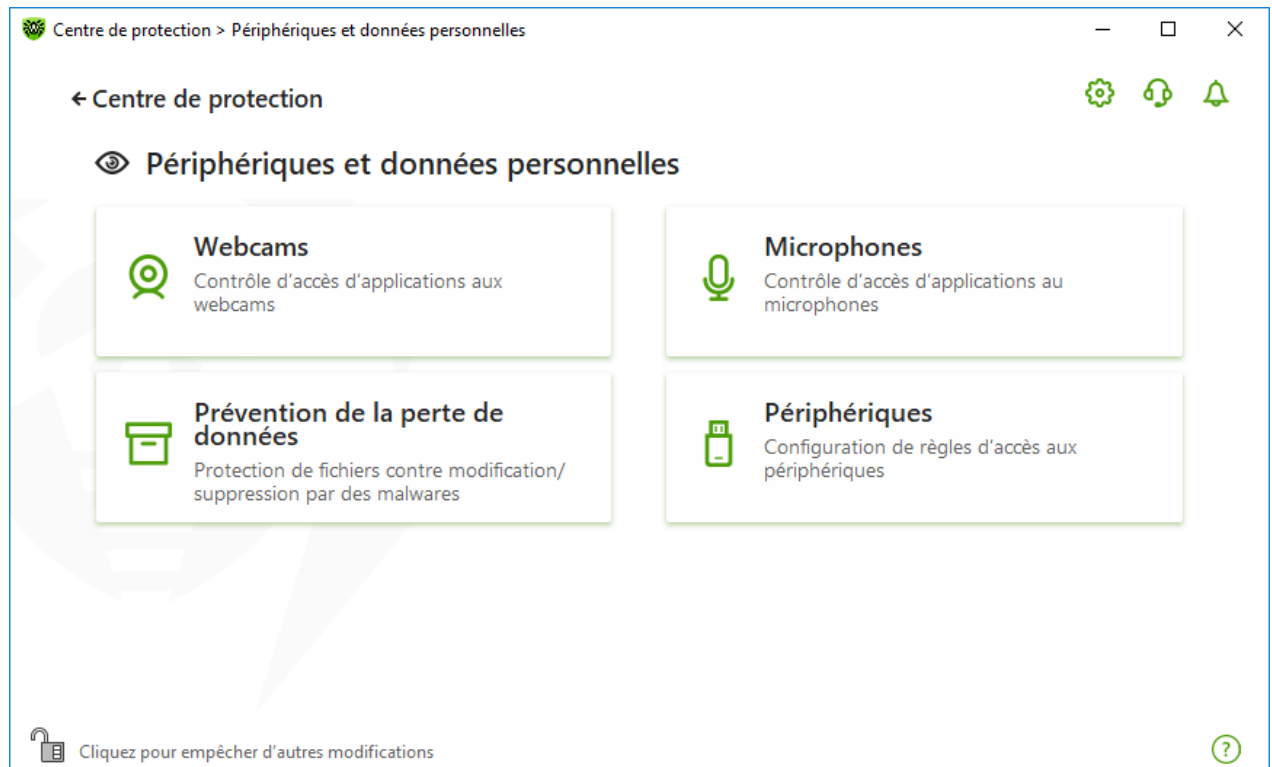 Centre de protection > Périphériques et données personnelles
Centre de protection
Périphériques et données personnelles
Webcams
Contrôle d'accès d'applications aux
webcams
Microphones
Contrôle d'accès d'applications au
microphones
Prévention de la perte de
données
Protection de fichiers contre modification/
suppression par des malwares
Périphériques
Configuration de règles d'accès aux
périphériques
Cliquez pour empêcher d'autres modifications
?